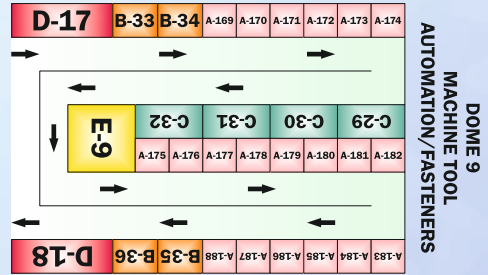 D-17 B-33 B-34 A-169 A-170 A-171 A-172 A-173 A-174
E-9 C-32 C-31 C-30 C-29
A-175 A-176 A-177 A-178 A-179 A-180 A-181 A-182
D-18 B-36 B-35 A-188 A-187 A-186 A-185 A-184 A-183
DOME 9
MACHINE TOOL
AUTOMATION/FASTENERS